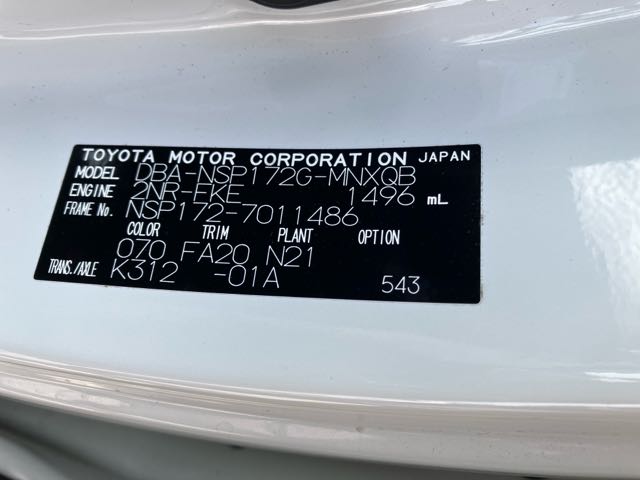 TOYOTA MOTOR CORPORATION JAPAN
MODEL DBA-NSP172G-MNXQB
ENGINE 2NR-FKE 1496 mL
FRAME No. NSP172-7011486
COLOR TRIM PLANT OPTION
070 FA20 N21
TRANS./AXLE K312 -01A 543